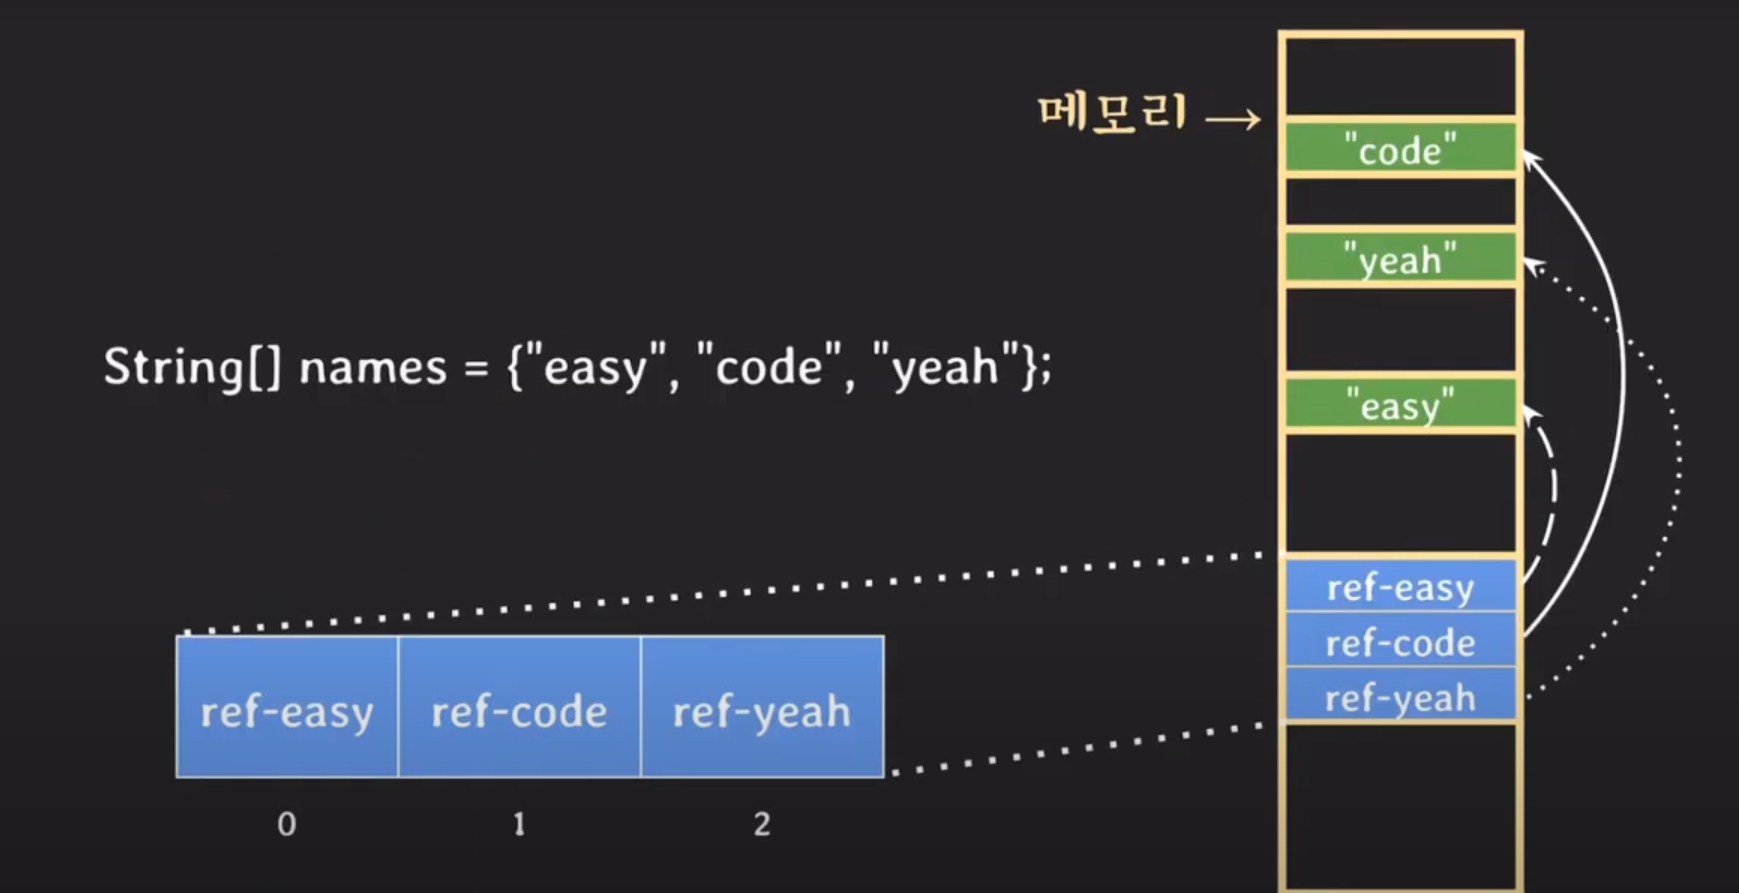 메모리 →
"code"
"yeah"
String[] names = {"easy", "code", "yeah"};
"easy"
ref-easy
ref-code
ref-yeah
ref-easy ref-code ref-yeah
0 1 2